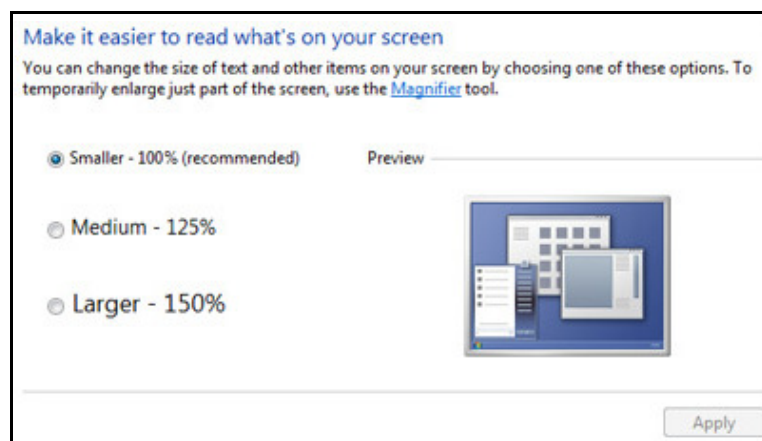 Make it easier to read what's on your screen
You can change the size of text and other items on your screen by choosing one of these options. To
temporarily enlarge just part of the screen, use the Magnifier tool.
Smaller - 100% (recommended)
Preview
Medium - 125%
Larger - 150%
Apply